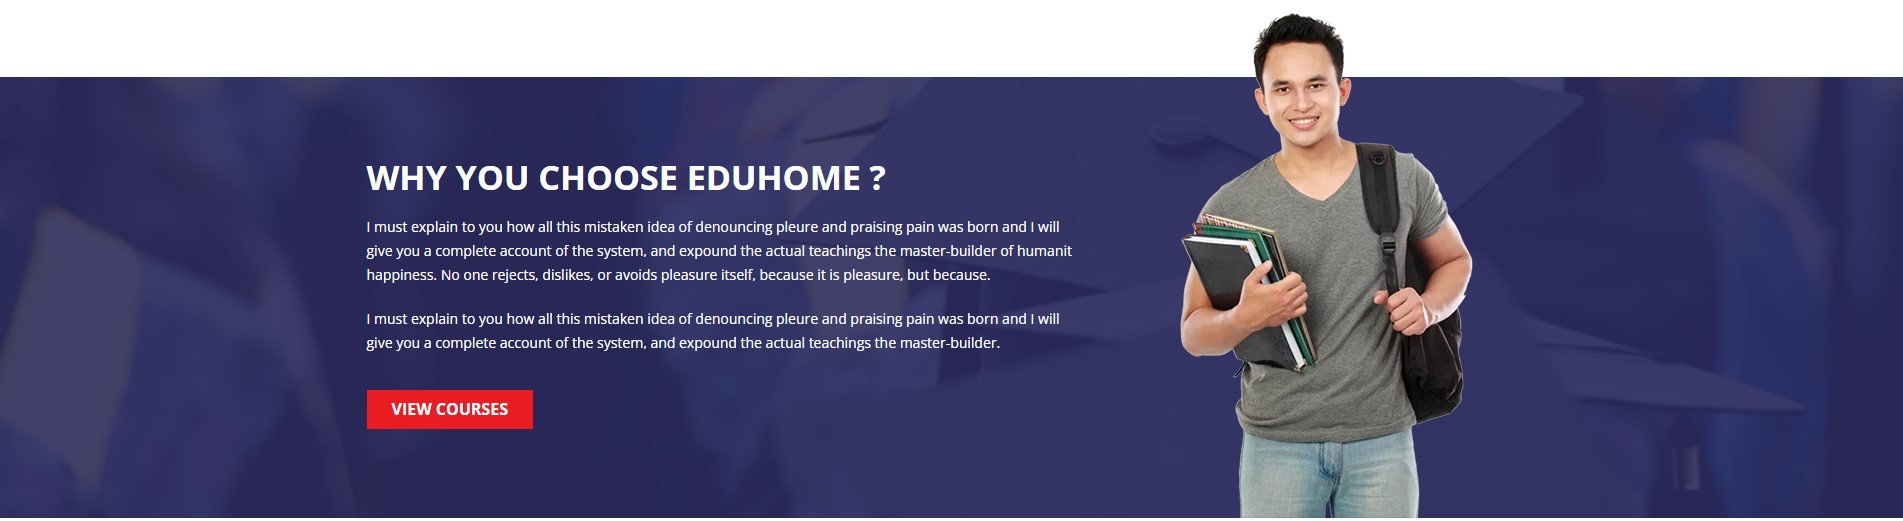 WHY YOU CHOOSE EDUHOME ?
I must explain to you how all this mistaken idea of denouncing pleure and praising pain was born and I will
give you a complete account of the system, and expound the actual teachings the master-builder of humanit
happiness. No one rejects, dislikes, or avoids pleasure itself, because it is pleasure, but because.
I must explain to you how all this mistaken idea of denouncing pleure and praising pain was born and I will
give you a complete account of the system, and expound the actual teachings the master-builder.
VIEW COURSES